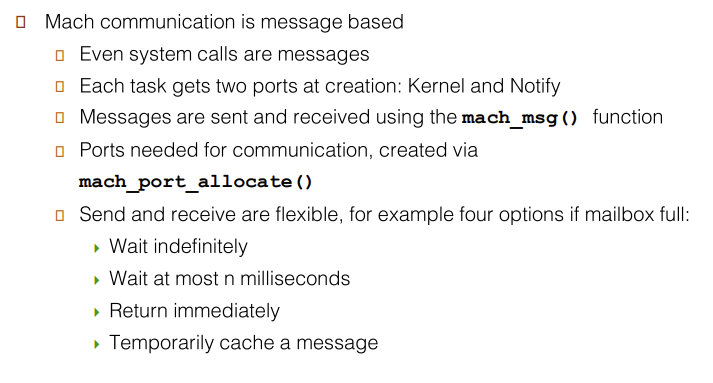 Mach communication is message based
Even system calls are messages
Each task gets two ports at creation: Kernel and Notify
Messages are sent and received using the mach_msg() function
Ports needed for communication, created via
mach_port_allocate()
Send and receive are flexible, for example four options if mailbox full:
Wait indefinitely
Wait at most n milliseconds
Return immediately
Temporarily cache a message